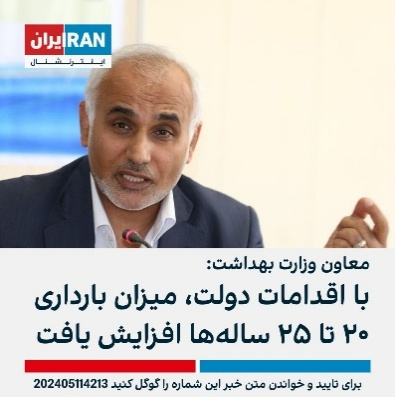 ایران IRAN
اینترنشنال
معاون وزارت بهداشت:
با اقدامات دولت، میزان بارداری
۲۰ تا ۲۵ ساله‌ها افزایش یافت
برای تایید و خواندن متن خبر این شماره را گوگل کنید 202405114213